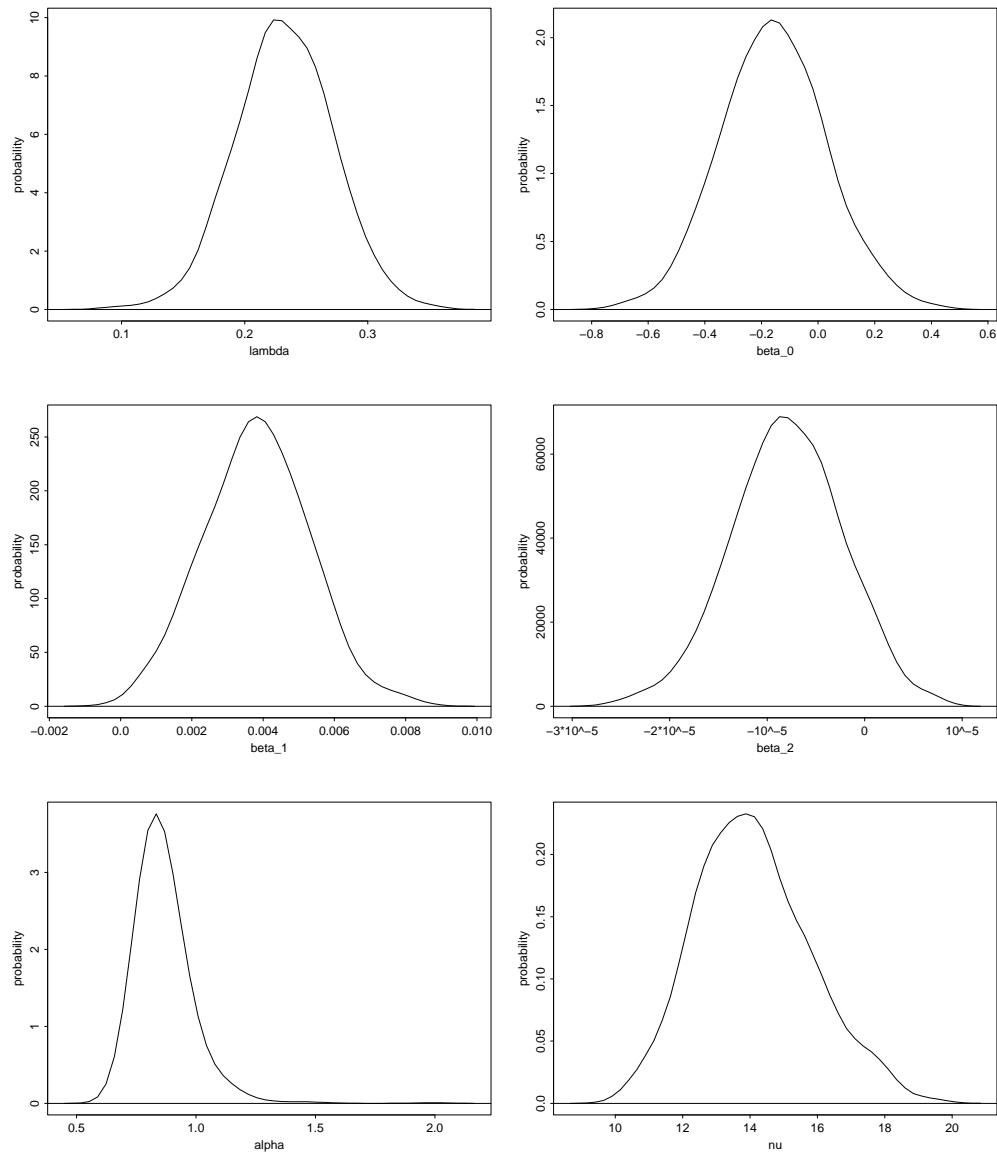 probability
0 2 4 6 8 10
0.1 0.2 0.3
lambda
probability
0.0 0.5 1.0 1.5 2.0
−0.8 −0.6 −0.4 −0.2 0.0 0.2 0.4 0.6
beta_0
probability
0 50 100 150 200 250
−0.002 0.0 0.002 0.004 0.006 0.008 0.010
beta_1
probability
0 20000 40000 60000
−3*10^−5 −2*10^−5 −10^−5 0 10^−5
beta_2
probability
0 1 2 3
0.5 1.0 1.5 2.0
alpha
probability
0.0 0.05 0.10 0.15 0.20
10 12 14 16 18 20
nu